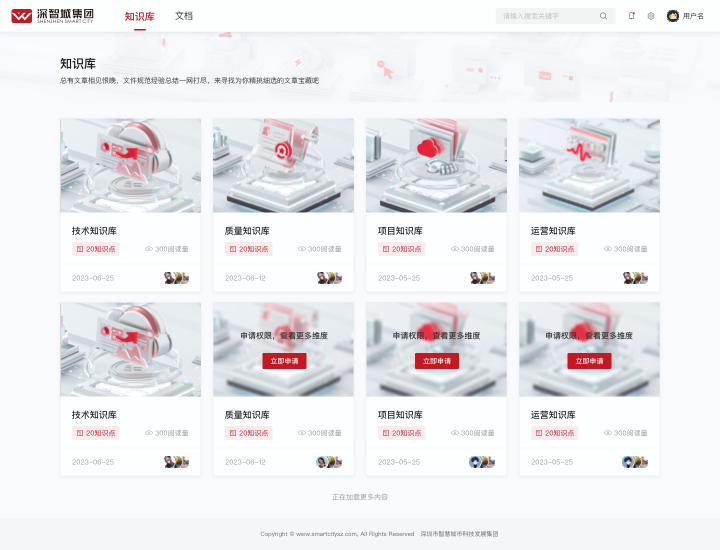 深智城集团
SHENZHEN SMART CITY
知识库
文档
请输入搜索关键字
用户名
知识库
总有文章相见恨晚，文件规范经验总结一网打尽，来寻找为你精挑细选的文章宝藏吧
技术知识库
20知识点
300阅读量
2023-06-25
质量知识库
20知识点
300阅读量
2023-06-12
项目知识库
20知识点
300阅读量
2023-05-25
运营知识库
20知识点
300阅读量
2023-05-25
技术知识库
20知识点
300阅读量
2023-06-25
申请权限，查看更多维度
立即申请
质量知识库
20知识点
300阅读量
2023-06-12
申请权限，查看更多维度
立即申请
项目知识库
20知识点
300阅读量
2023-05-25
申请权限，查看更多维度
立即申请
运营知识库
20知识点
300阅读量
2023-05-25
正在加载更多内容
Copyright © www.smartcitysz.com, All Rights Reserved 深圳市智慧城市科技发展集团